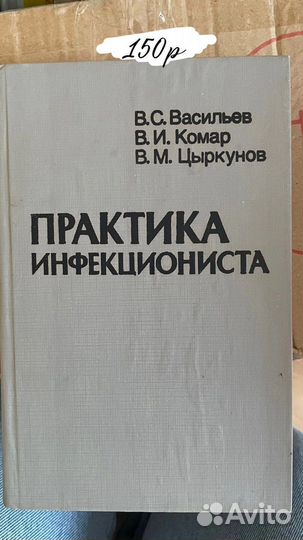 150р
В.С. Васильев
В. И. Комар
В. М. Цыркунов
ПРАКТИКА
ИНФЕКЦИОНИСТА
Avito